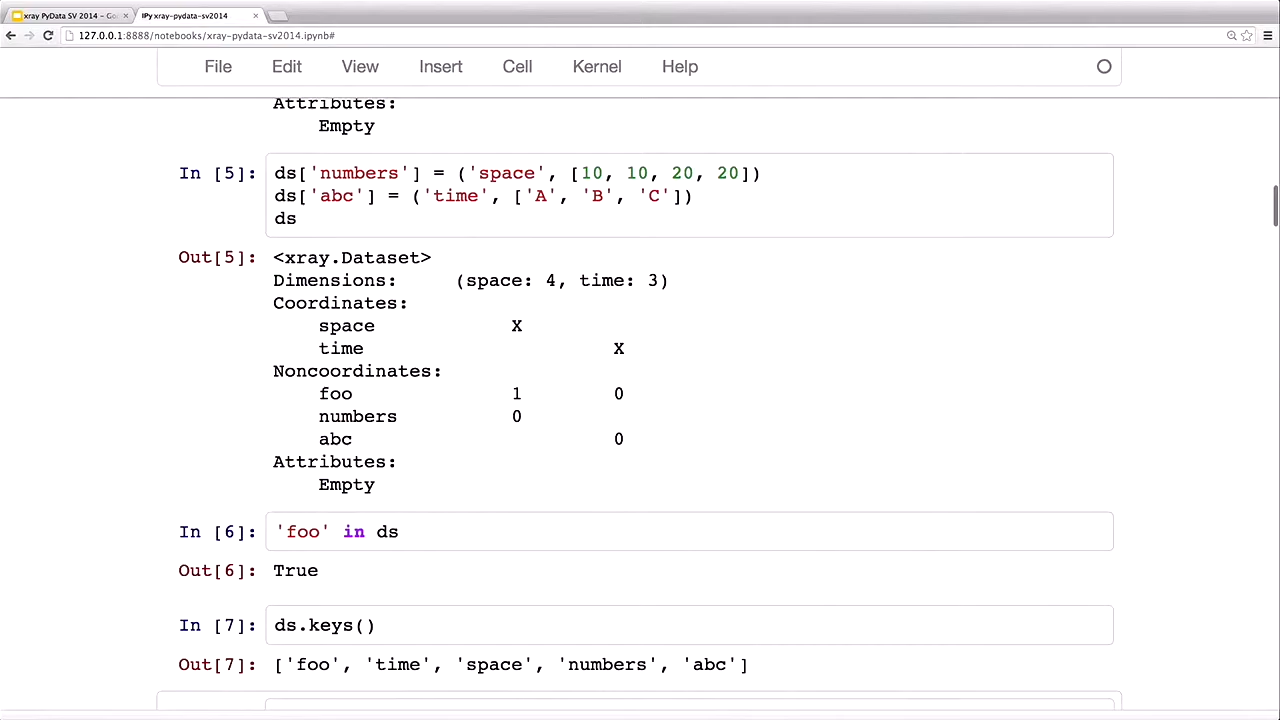 xray PyData SV 2014 - Go
IPy xray-pydata-sv2014
127.0.0.1:8888/notebooks/xray-pydata-sv2014.ipynb#
File Edit View Insert Cell Kernel Help
Attributes:
Empty
In [5]: ds['numbers'] = ('space', [10, 10, 20, 20])
ds['abc'] = ('time', ['A', 'B', 'C'])
ds
Out[5]: <xray.Dataset>
Dimensions: (space: 4, time: 3)
Coordinates:
space X
time X
Noncoordinates:
foo 1 0
numbers 0
abc 0
Attributes:
Empty
In [6]: 'foo' in ds
Out[6]: True
In [7]: ds.keys()
Out[7]: ['foo', 'time', 'space', 'numbers', 'abc']